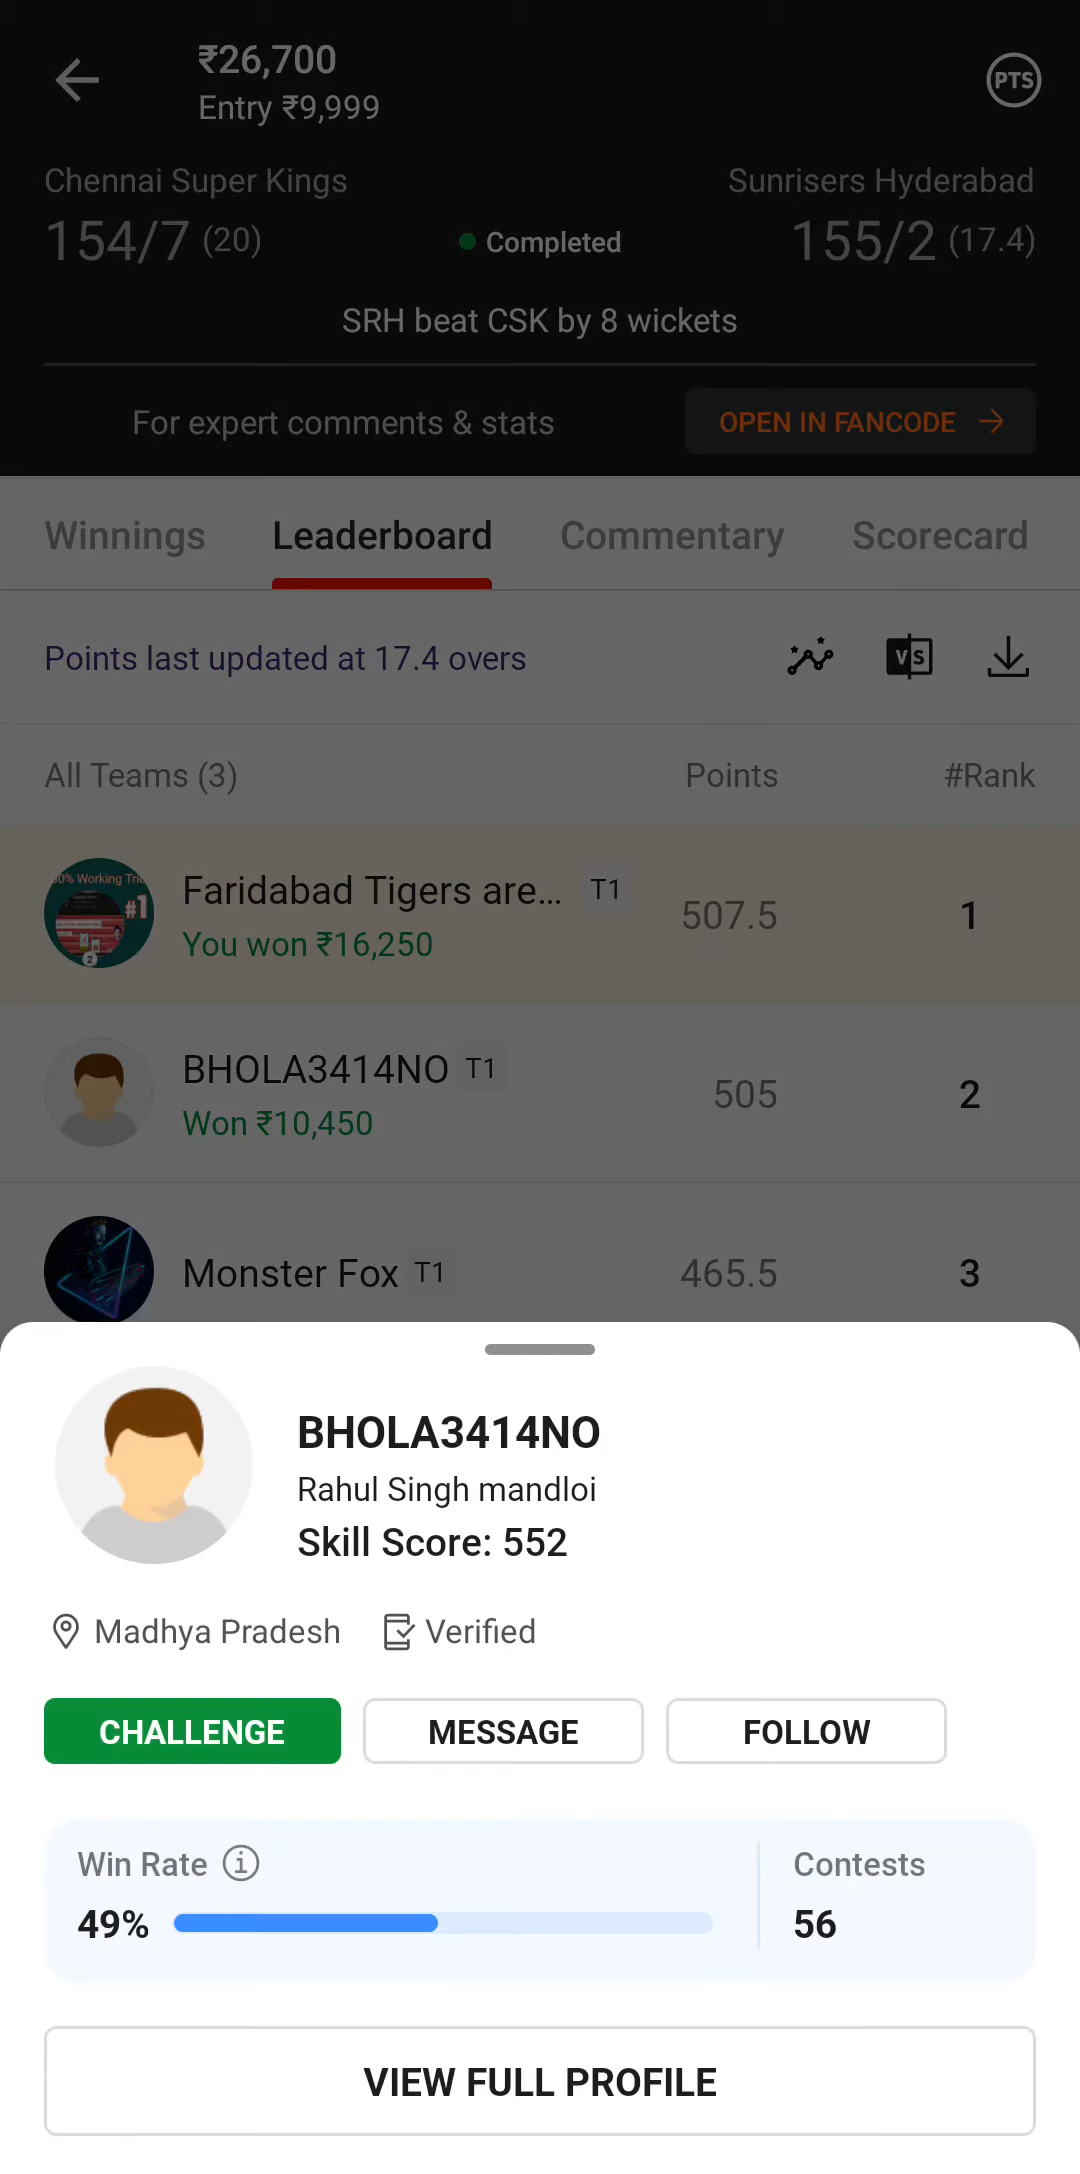 ₹26,700
Entry ₹9,999
PTS
Chennai Super Kings
Sunrisers Hyderabad
154/7 (20)
Completed
155/2 (17.4)
SRH beat CSK by 8 wickets
For expert comments & stats
OPEN IN FANCODE
Winnings
Leaderboard
Commentary
Scorecard
Points last updated at 17.4 overs
VS
All Teams (3)
Points
#Rank
Working
#1
2
Faridabad Tigers are... T1
507.5
1
You won ₹16,250
BHOLA3414NO T1
505
2
Won ₹10,450
Monster Fox T1
465.5
3
BHOLA3414NO
Rahul Singh mandloi
Skill Score: 552
Madhya Pradesh
Verified
CHALLENGE
MESSAGE
FOLLOW
Win Rate
Contests
49%
56
VIEW FULL PROFILE